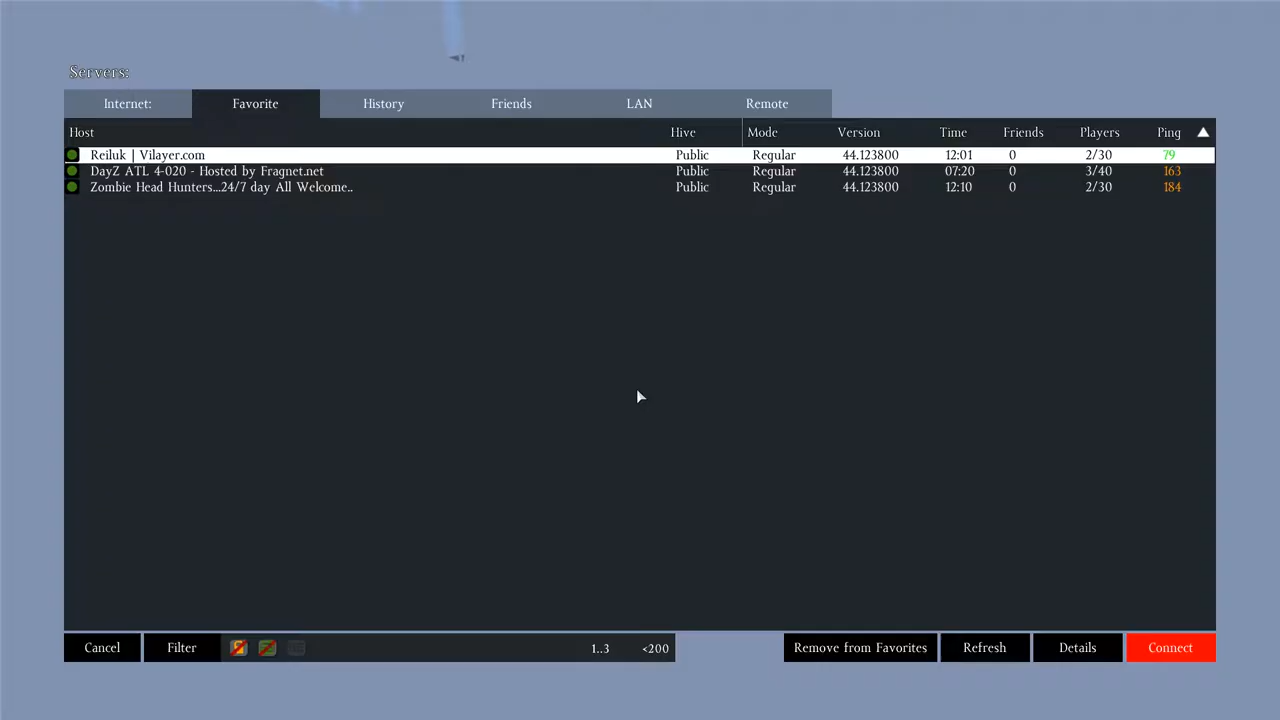 Servers:
Internet: Favorite History Friends LAN Remote
Host Hive Mode Version Time Friends Players Ping
Reiluk | Vilayer.com Public Regular 44.123800 12:01 0 2/30 79
DayZ ATL 4-020 - Hosted by Fragnet.net Public Regular 44.123800 07:20 0 3/40 163
Zombie Head Hunters...24/7 day All Welcome.. Public Regular 44.123800 12:10 0 2/30 184
Cancel Filter 1..3 <200 Remove from Favorites Refresh Details Connect